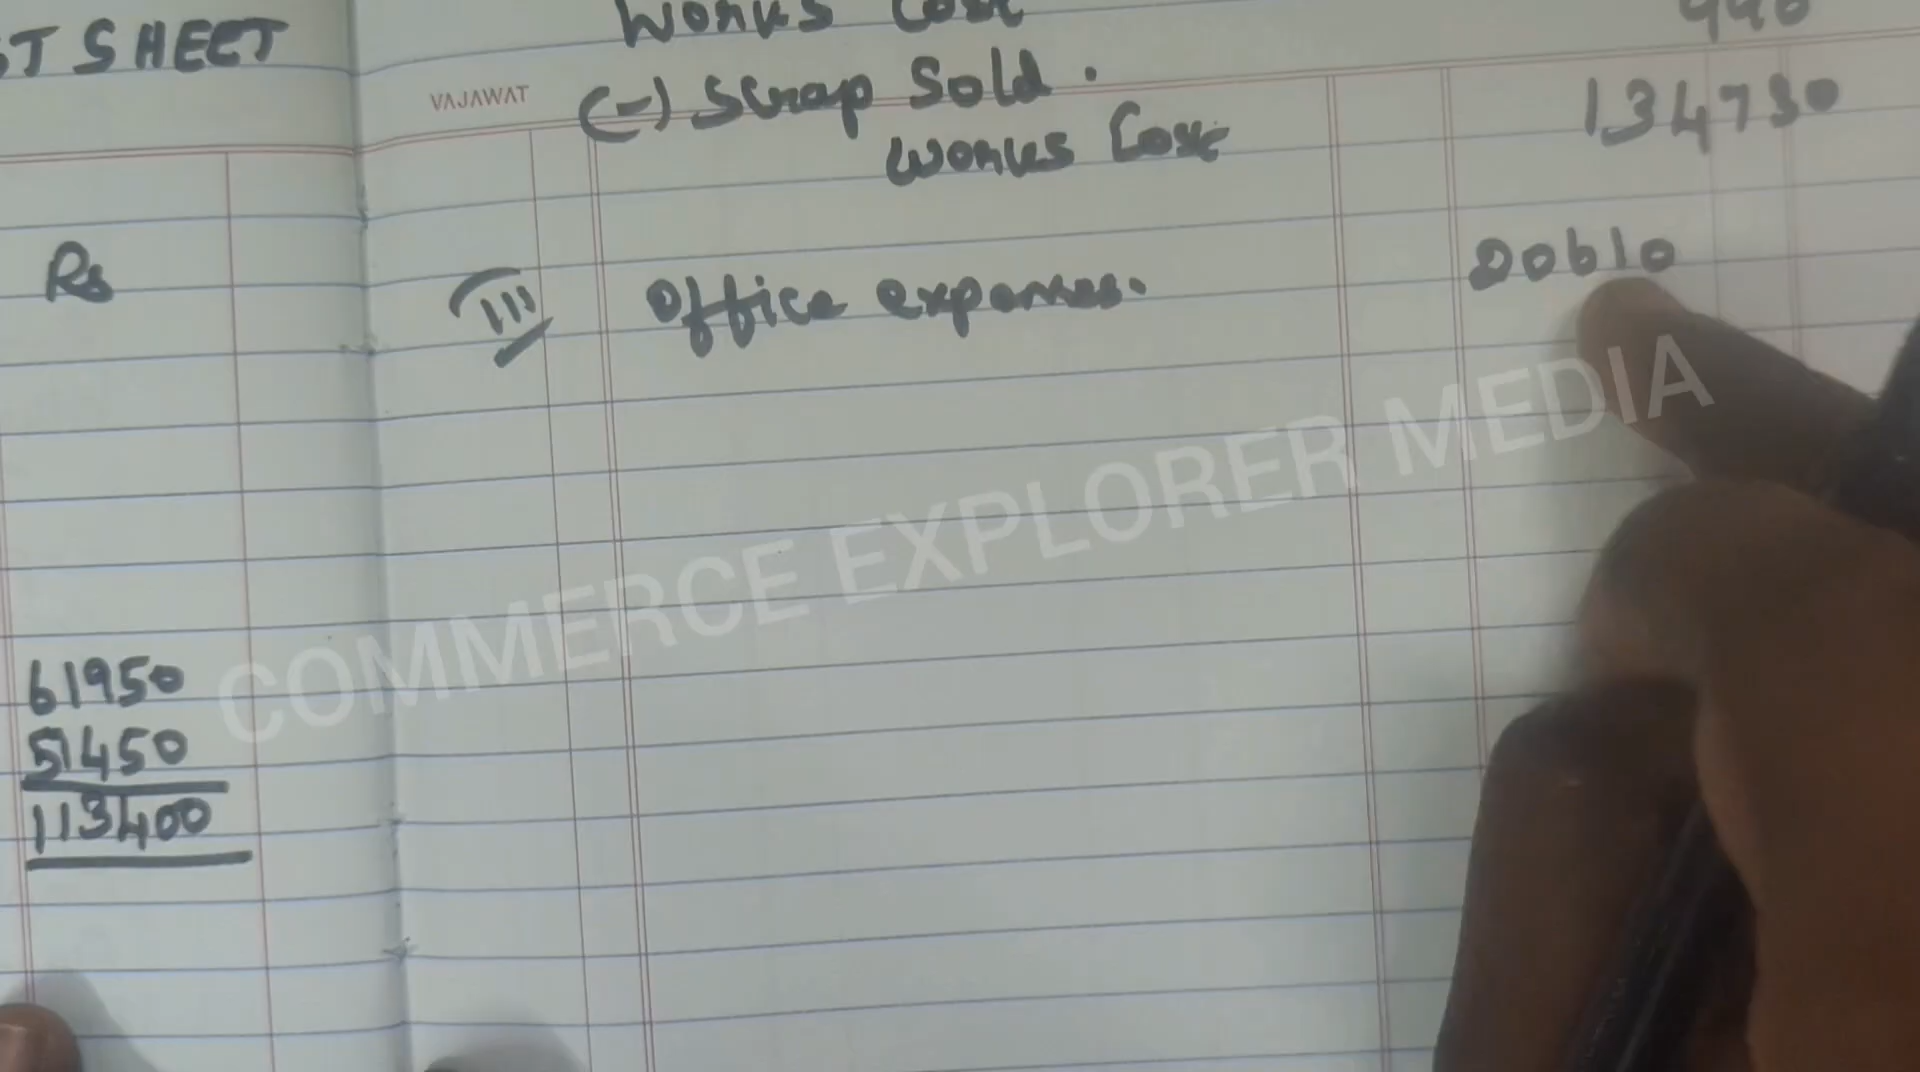 ST SHEET
Rs
61950
51450
113400
Works Cost
VAJAWAT
(-) Scrap Sold.
Works Cost 134730
III Office expenses. 20610
COMMERCE EXPLORER MEDIA